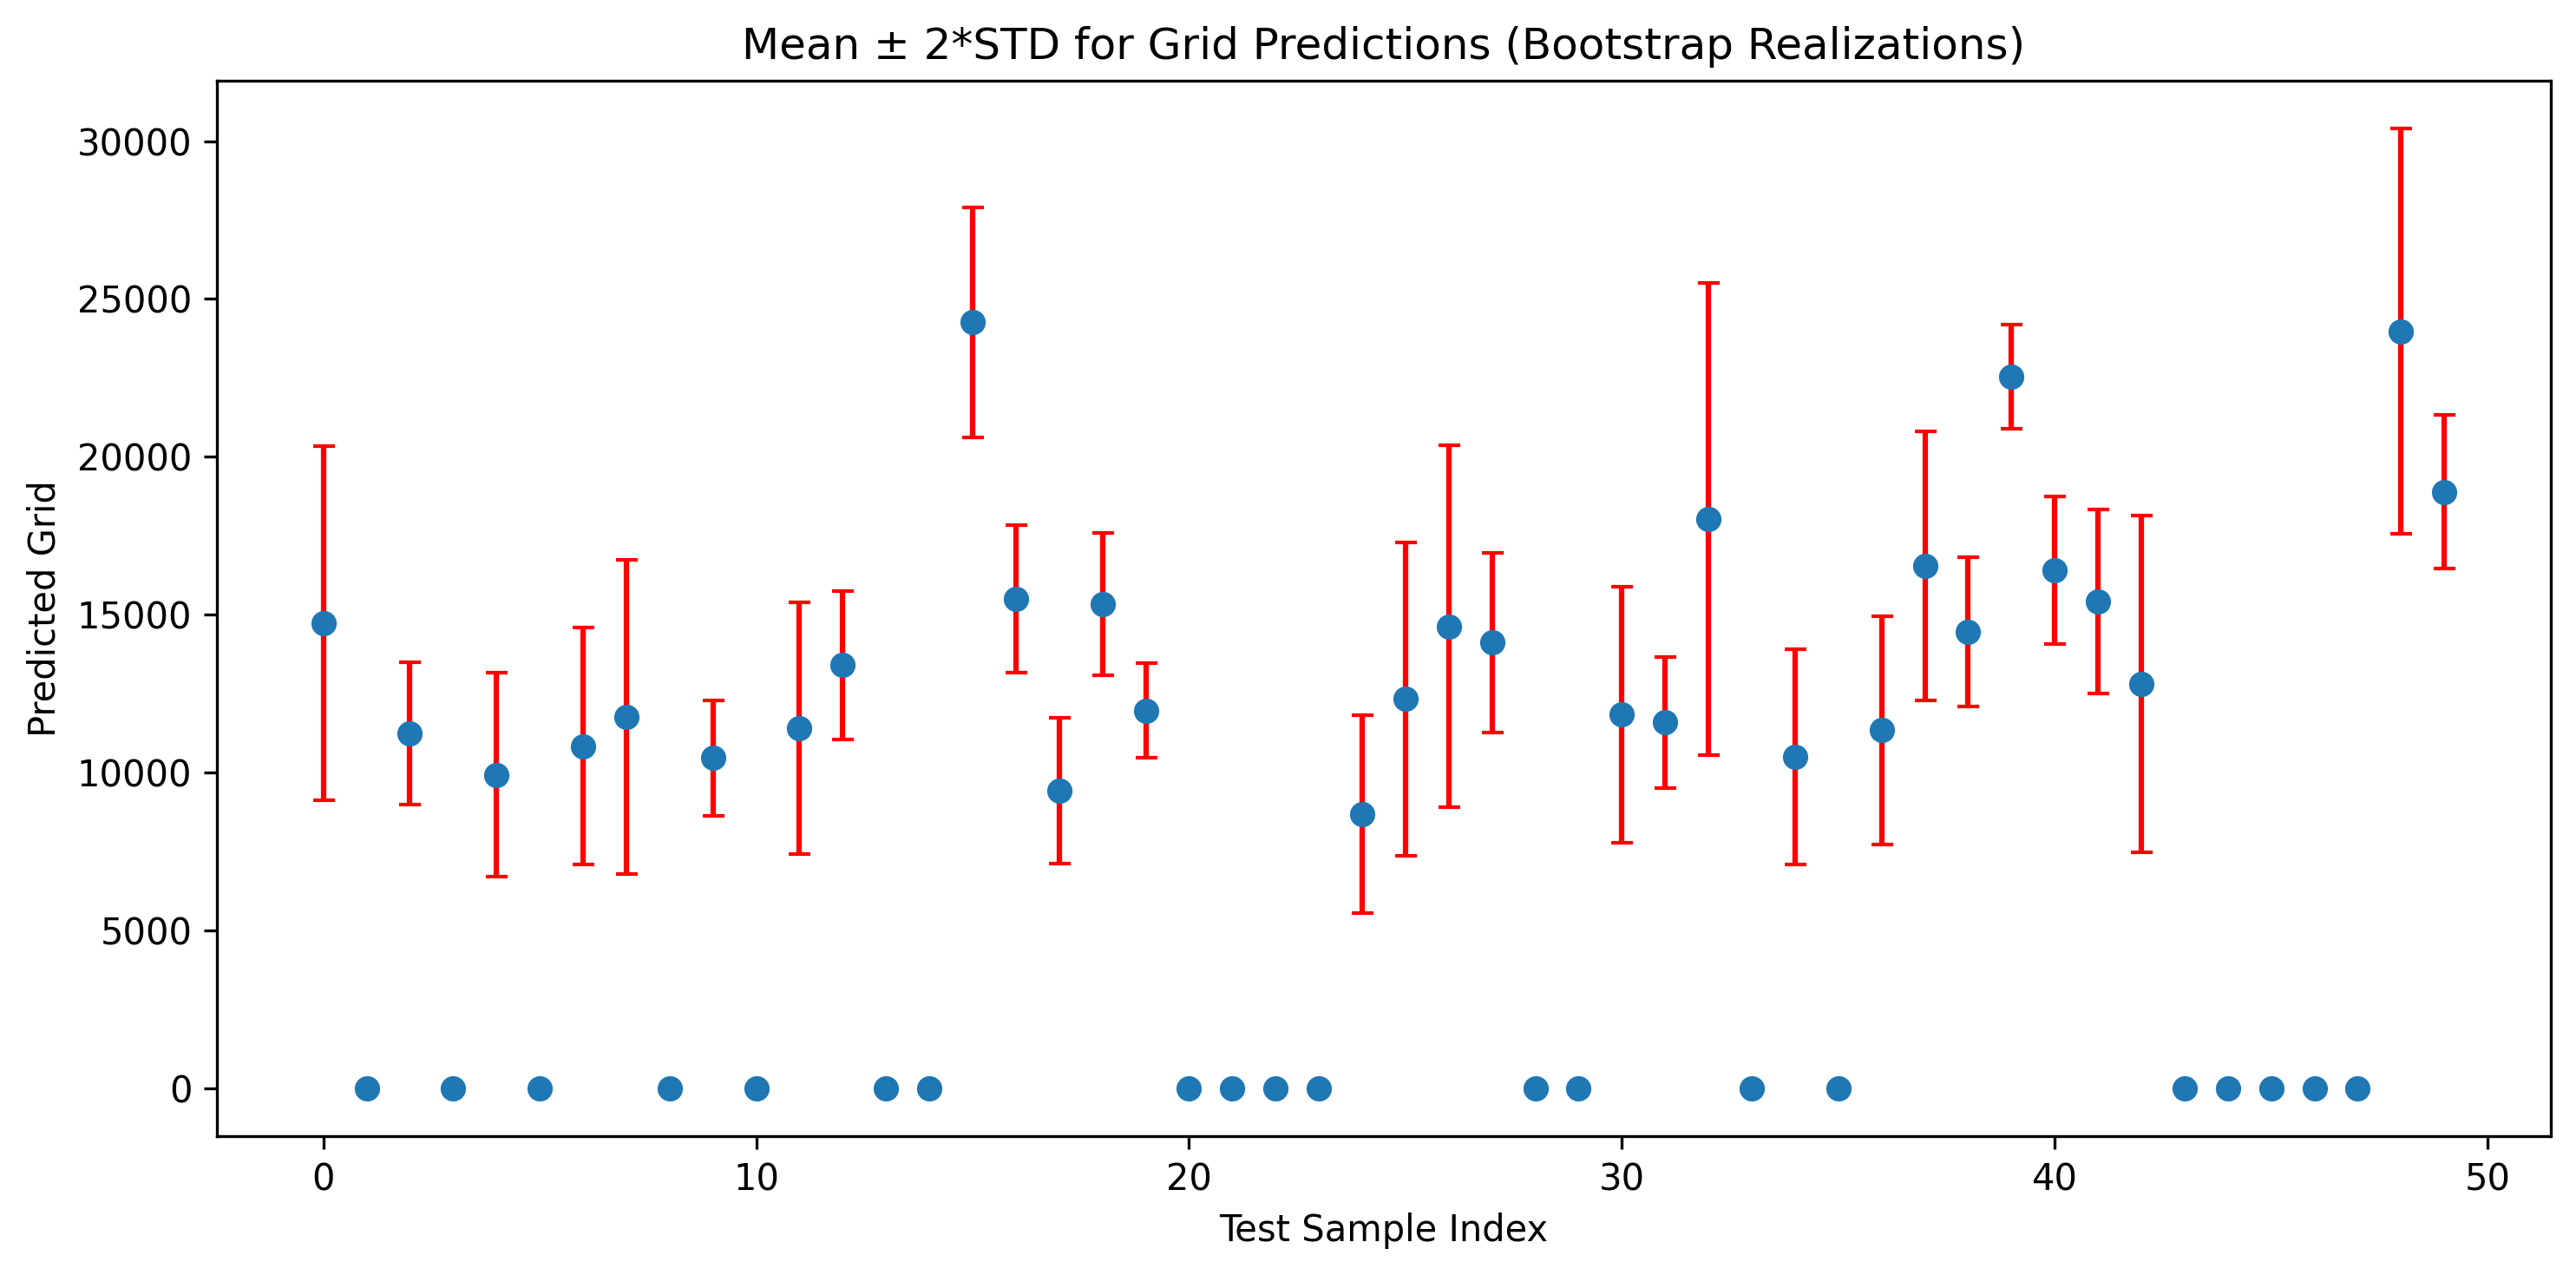 Mean ± 2*STD for Grid Predictions (Bootstrap Realizations)
30000
25000
20000
15000
10000
5000
0
Predicted Grid
0 10 20 30 40 50
Test Sample Index